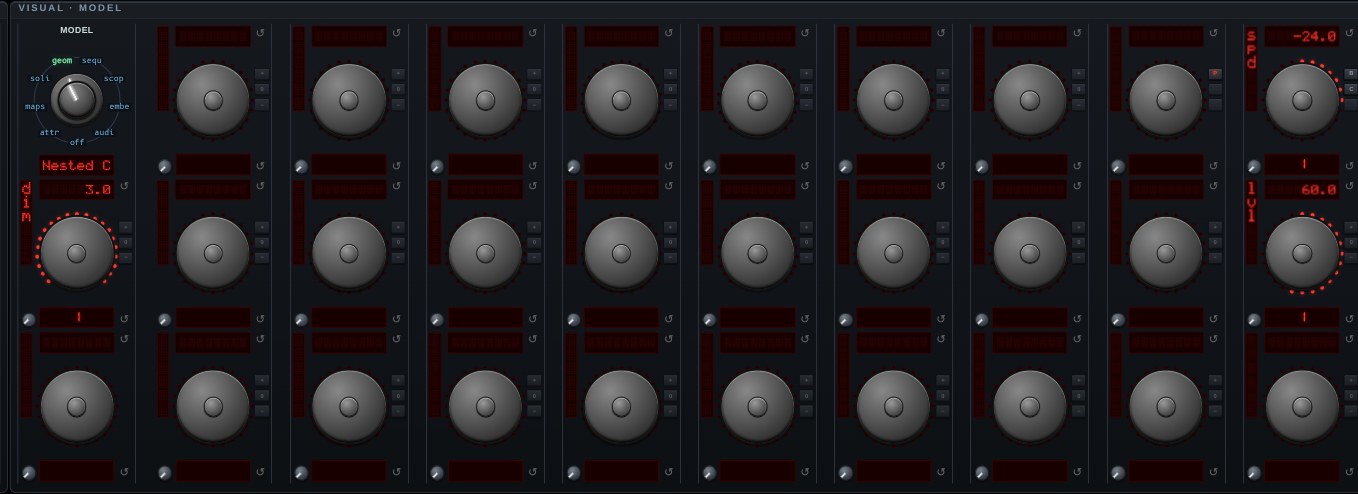 VISUAL - MODEL
MODEL
geom sequ
soli scop
maps embe
attr audi
off
Nested C
dim
3.0
spd
-24.0
P
lvl
60.0